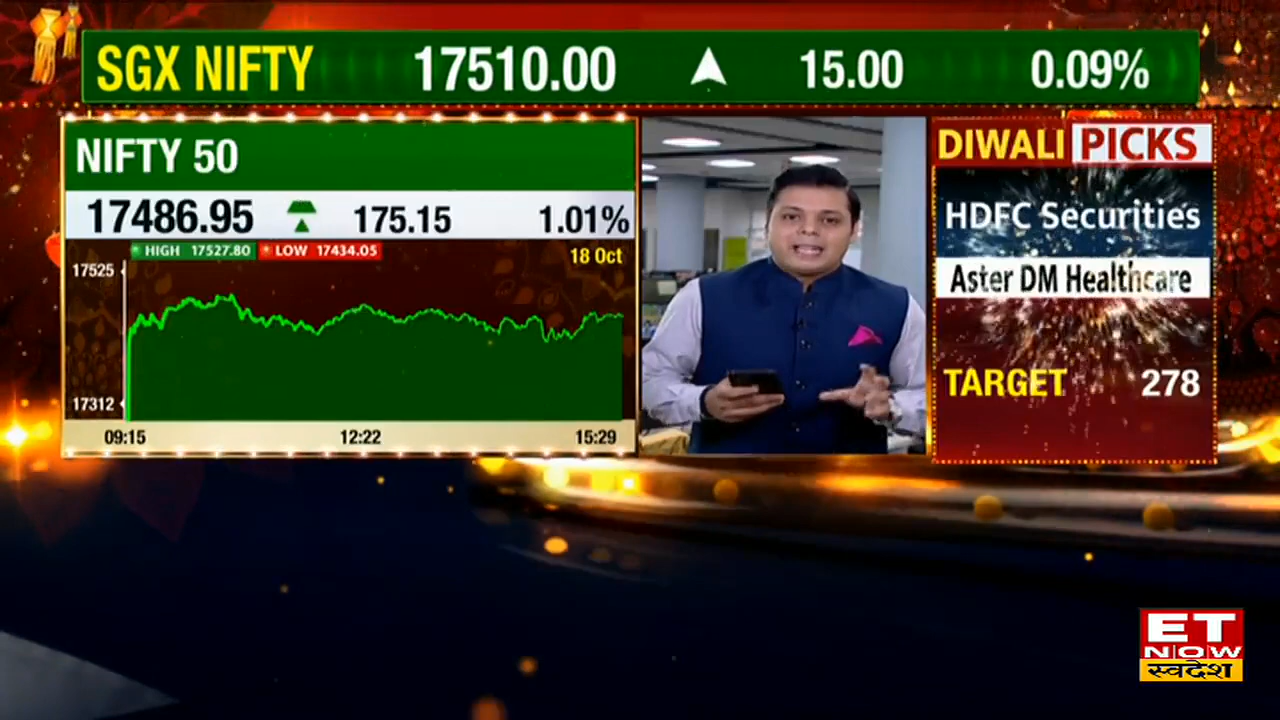 SGX NIFTY 17510.00 15.00 0.09%
NIFTY 50
17486.95 175.15 1.01%
HIGH 17527.80 LOW 17434.05 18 Oct
17525
17312
09:15 12:22 15:29
DIWALI PICKS
HDFC Securities
Aster DM Healthcare
TARGET 278
ET
NOW
स्वदेश